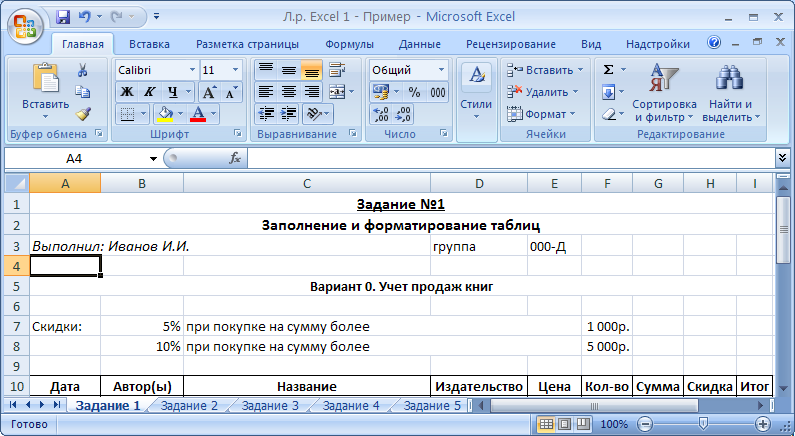 Л.р. Excel 1 - Пример - Microsoft Excel
Главная Вставка Разметка страницы Формулы Данные Рецензирование Вид Надстройки
Calibri 11 Общий
Вставить Ж К Ч А А % 000 Стили Вставить Удалить Формат Σ Сортировка и фильтр Найти и выделить
Буфер обмена Шрифт Выравнивание Число Ячейки Редактирование
A4 fx
A B C D E F G H I
1 Задание №1
2 Заполнение и форматирование таблиц
3 Выполнил: Иванов И.И. группа 000-Д
4
5 Вариант 0. Учет продаж книг
6
7 Скидки: 5% при покупке на сумму более 1 000р.
8 10% при покупке на сумму более 5 000р.
9
10 Дата Автор(ы) Название Издательство Цена Кол-во Сумма Скидка Итог
Задание 1 Задание 2 Задание 3 Задание 4 Задание 5
Готово 100%